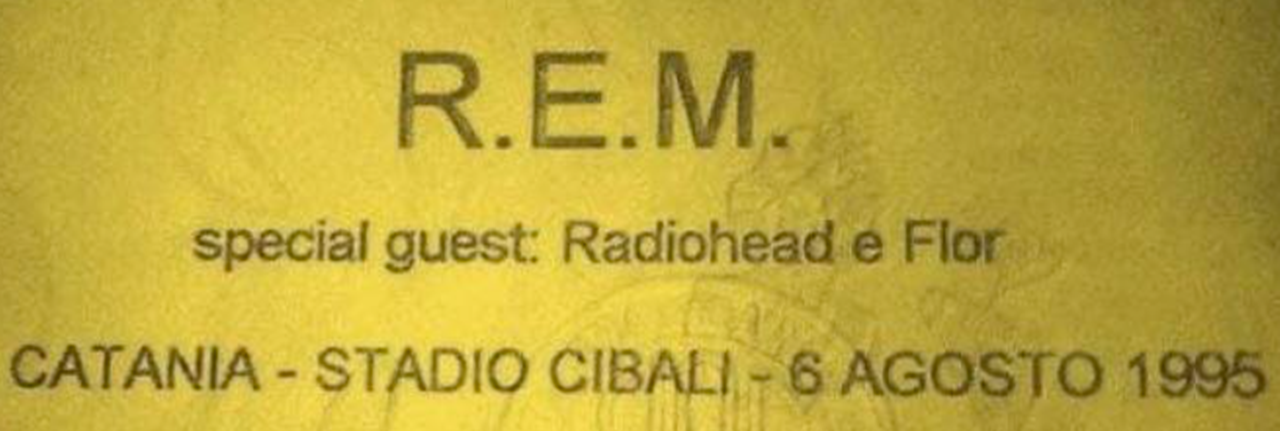 R.E.M.
special guest: Radiohead e Flor
CATANIA - STADIO CIBALI - 6 AGOSTO 1995